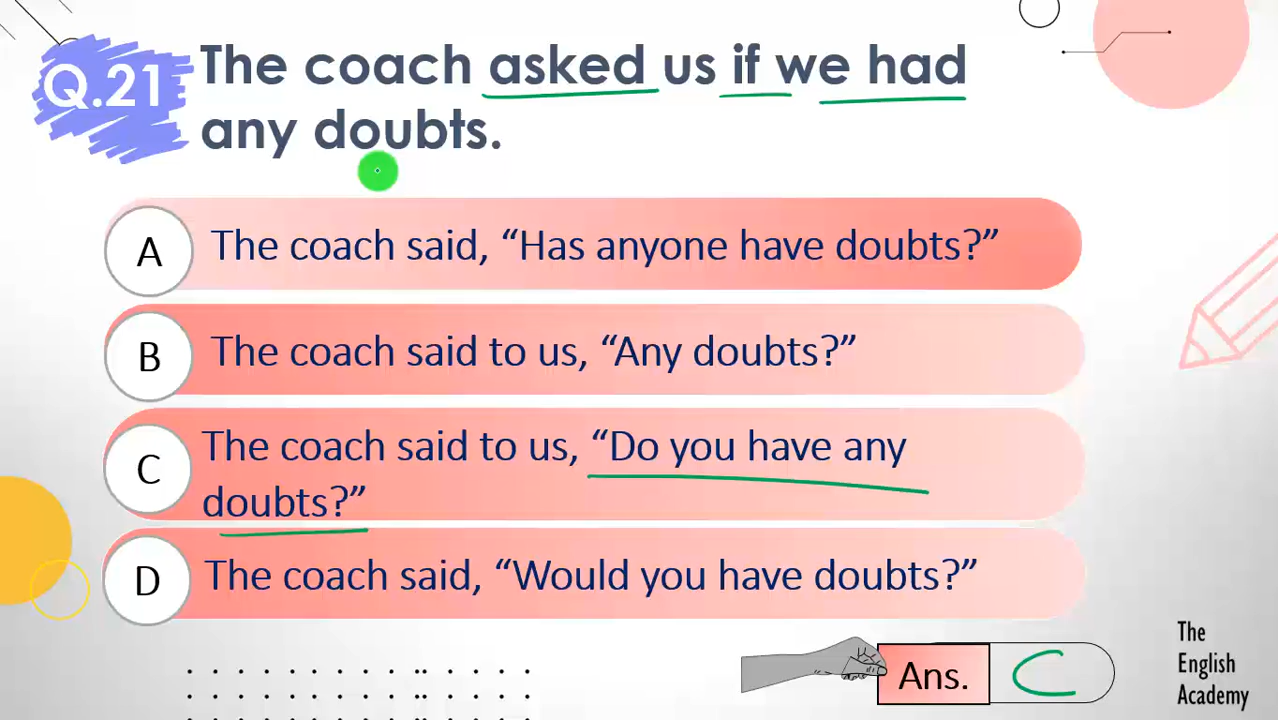 Q.21
The coach asked us if we had
any doubts.
A
The coach said, “Has anyone have doubts?”
B
The coach said to us, “Any doubts?”
C
The coach said to us, “Do you have any
doubts?”
D
The coach said, “Would you have doubts?”
Ans. C
The
English
Academy